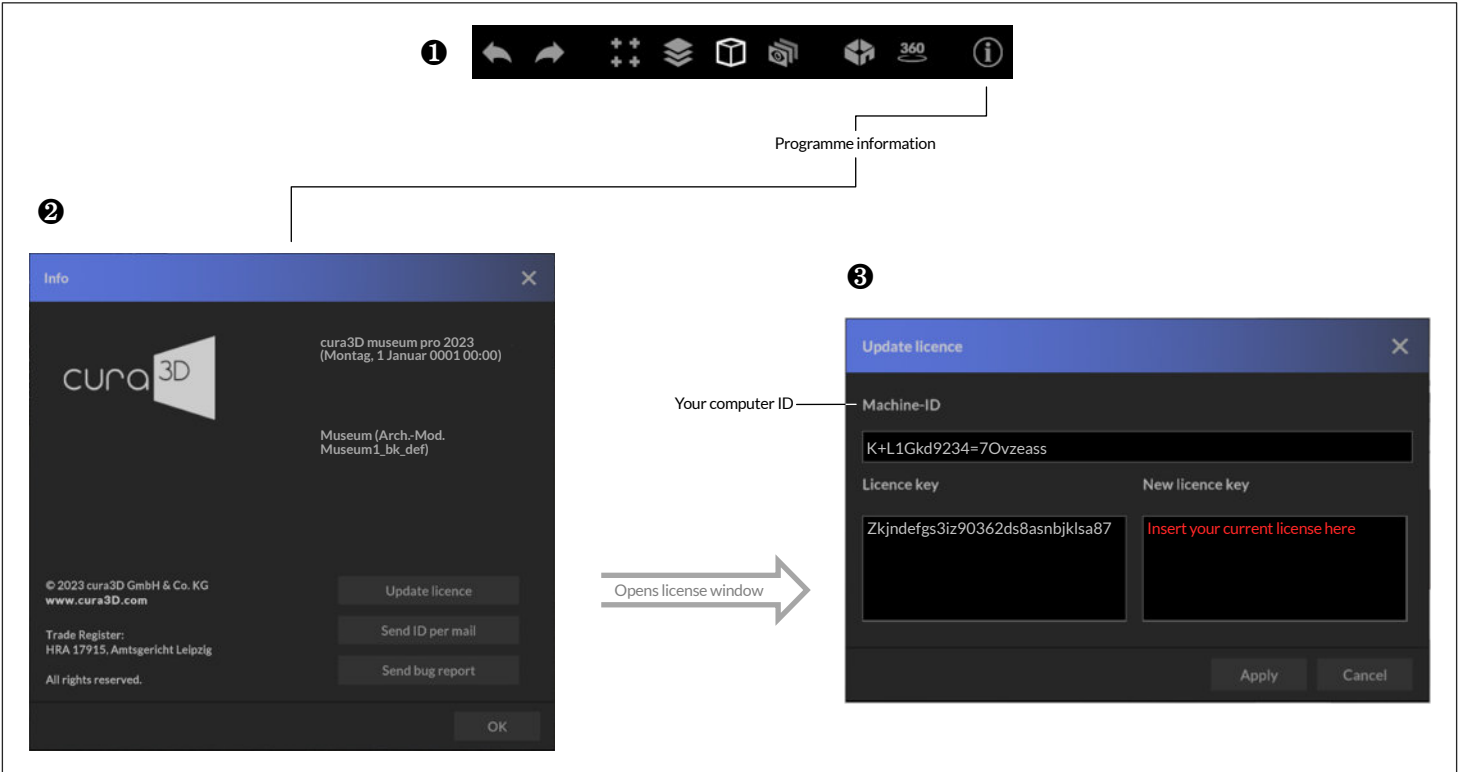 ❶
360
i
Programme information
❷
Info
cura3D
cura3D museum pro 2023
(Montag, 1 Januar 0001 00:00)
Museum (Arch.-Mod.
Museum1_bk_def)
© 2023 cura3D GmbH & Co. KG
www.cura3D.com
Trade Register:
HRA 17915, Amtsgericht Leipzig
All rights reserved.
Update licence
Send ID per mail
Send bug report
OK
Opens license window
❸
Update licence
Your computer ID
Machine-ID
K+L1Gkd9234=7Ovzeass
Licence key
New licence key
Zkjndefgs3iz90362ds8asnbjklsa87
Insert your current license here
Apply
Cancel